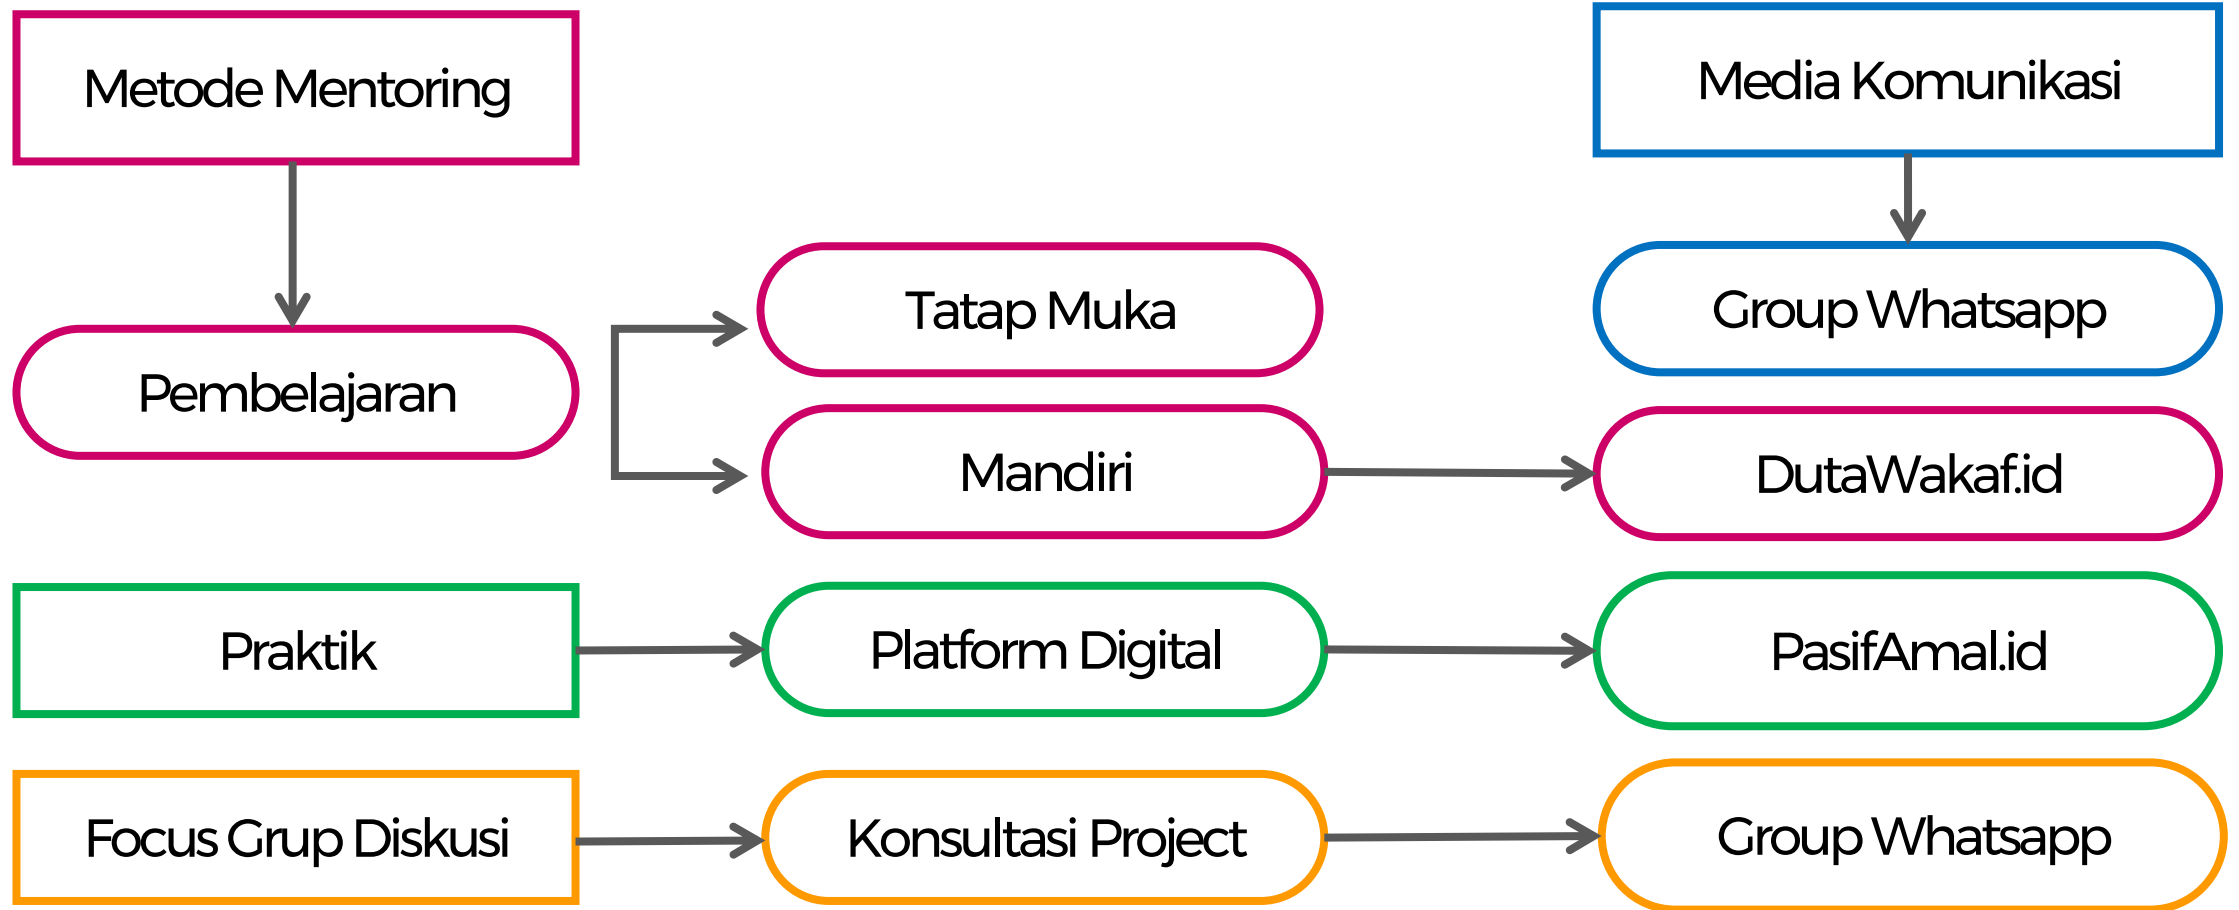 Metode Mentoring
Media Komunikasi
Tatap Muka
Group Whatsapp
Pembelajaran
Mandiri
DutaWakaf.id
Praktik
Platform Digital
PasifAmal.id
Focus Grup Diskusi
Konsultasi Project
Group Whatsapp